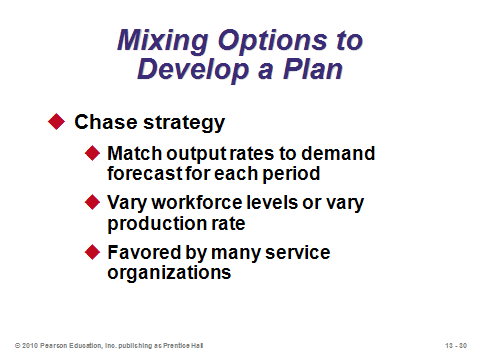 Mixing Options to
Develop a Plan
Chase strategy
Match output rates to demand
forecast for each period
Vary workforce levels or vary
production rate
Favored by many service
organizations
© 2010 Pearson Education, Inc. publishing as Prentice Hall
13 - 30